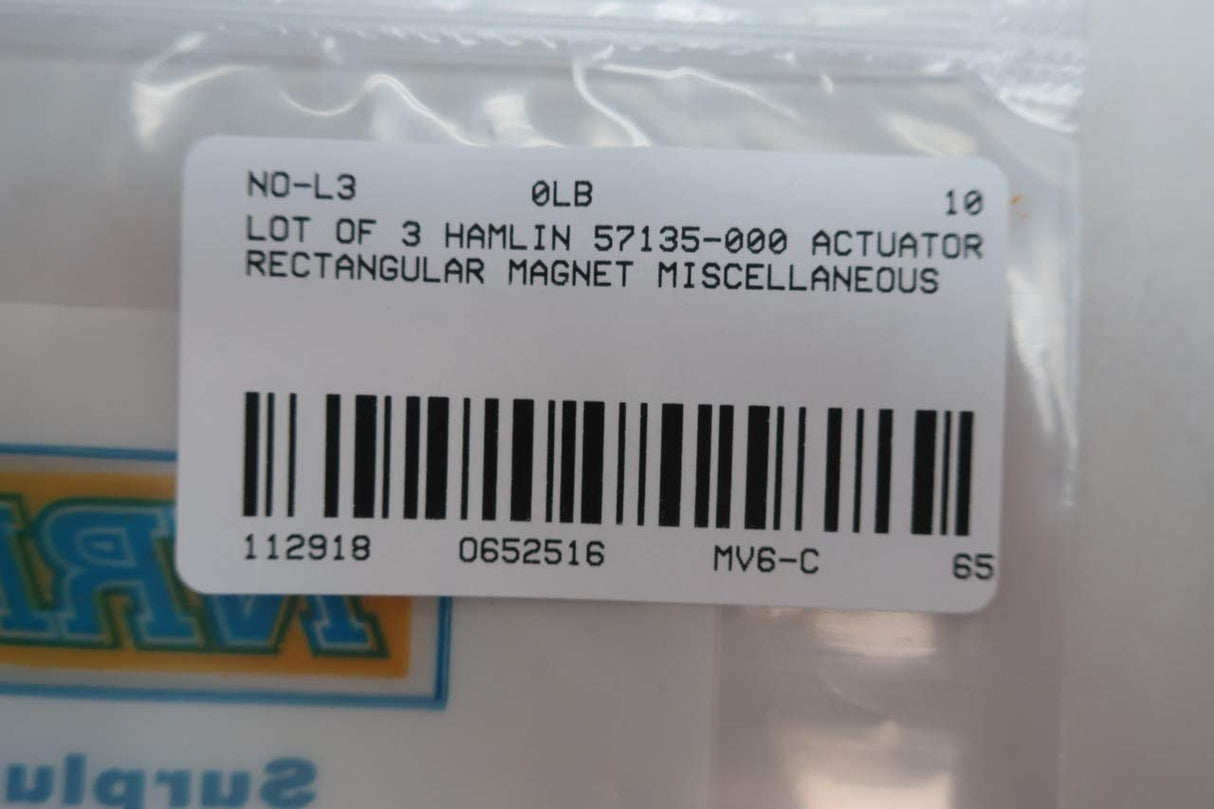 NO-L3 0LB 10
LOT OF 3 HAMLIN 57135-000 ACTUATOR
RECTANGULAR MAGNET MISCELLANEOUS
112918 0652516 MV6-C 65